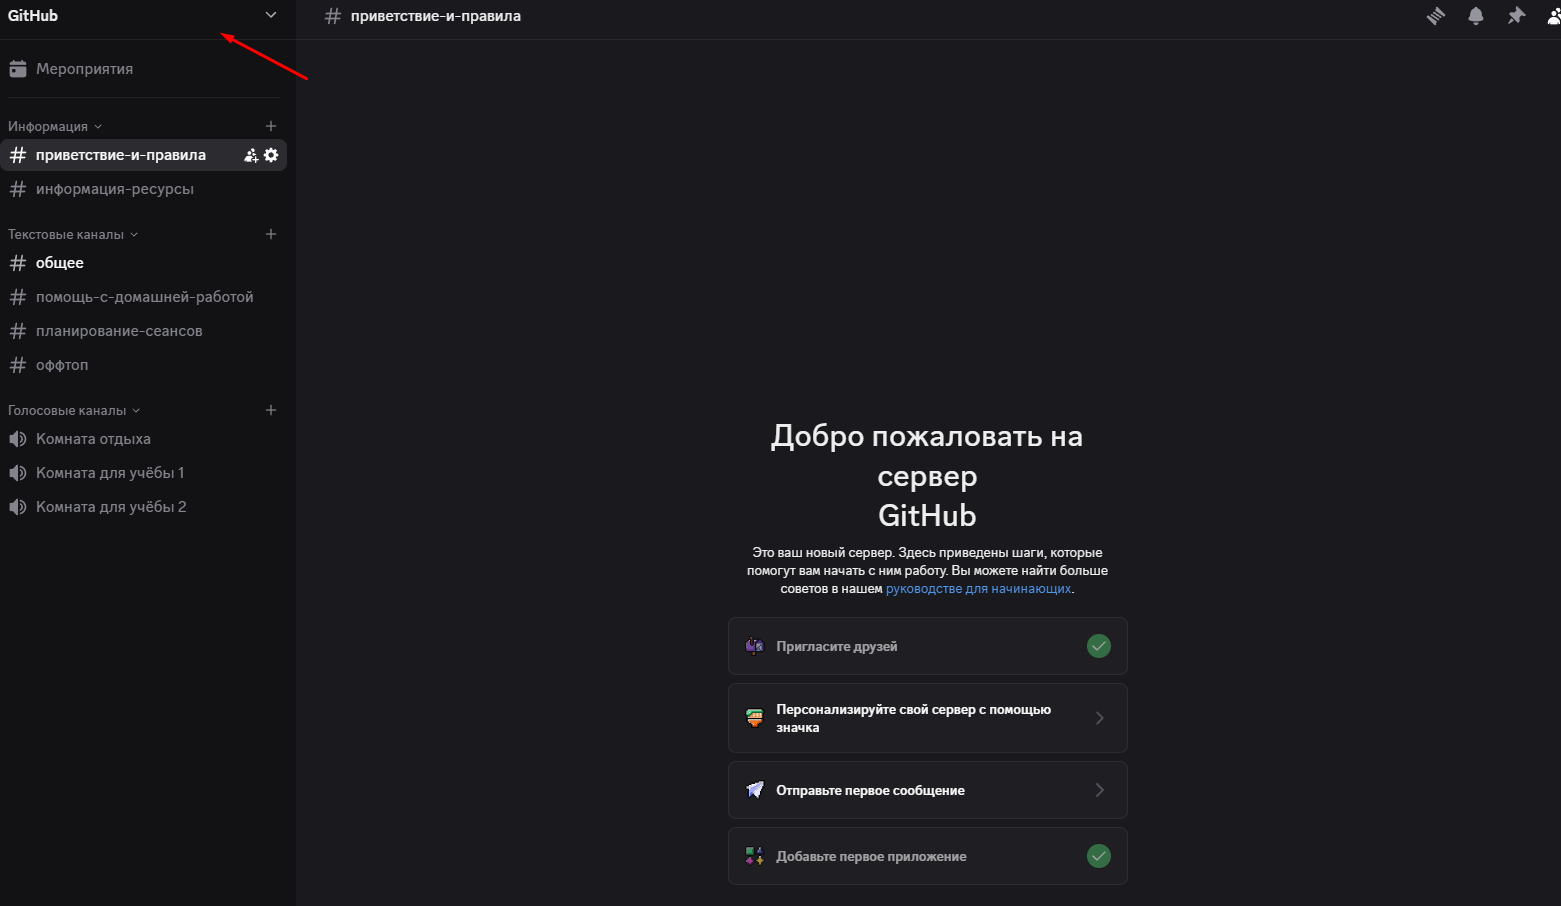 GitHub
приветствие-и-правила
Мероприятия
Информация
приветствие-и-правила
информация-ресурсы
Текстовые каналы
общее
помощь-с-домашней-работой
планирование-сеансов
оффтоп
Голосовые каналы
Комната отдыха
Комната для учёбы 1
Комната для учёбы 2
Добро пожаловать на
сервер
GitHub
Это ваш новый сервер. Здесь приведены шаги, которые
помогут вам начать с ним работу. Вы можете найти больше
советов в нашем руководстве для начинающих.
Пригласите друзей
Персонализируйте свой сервер с помощью
значка
Отправьте первое сообщение
Добавьте первое приложение